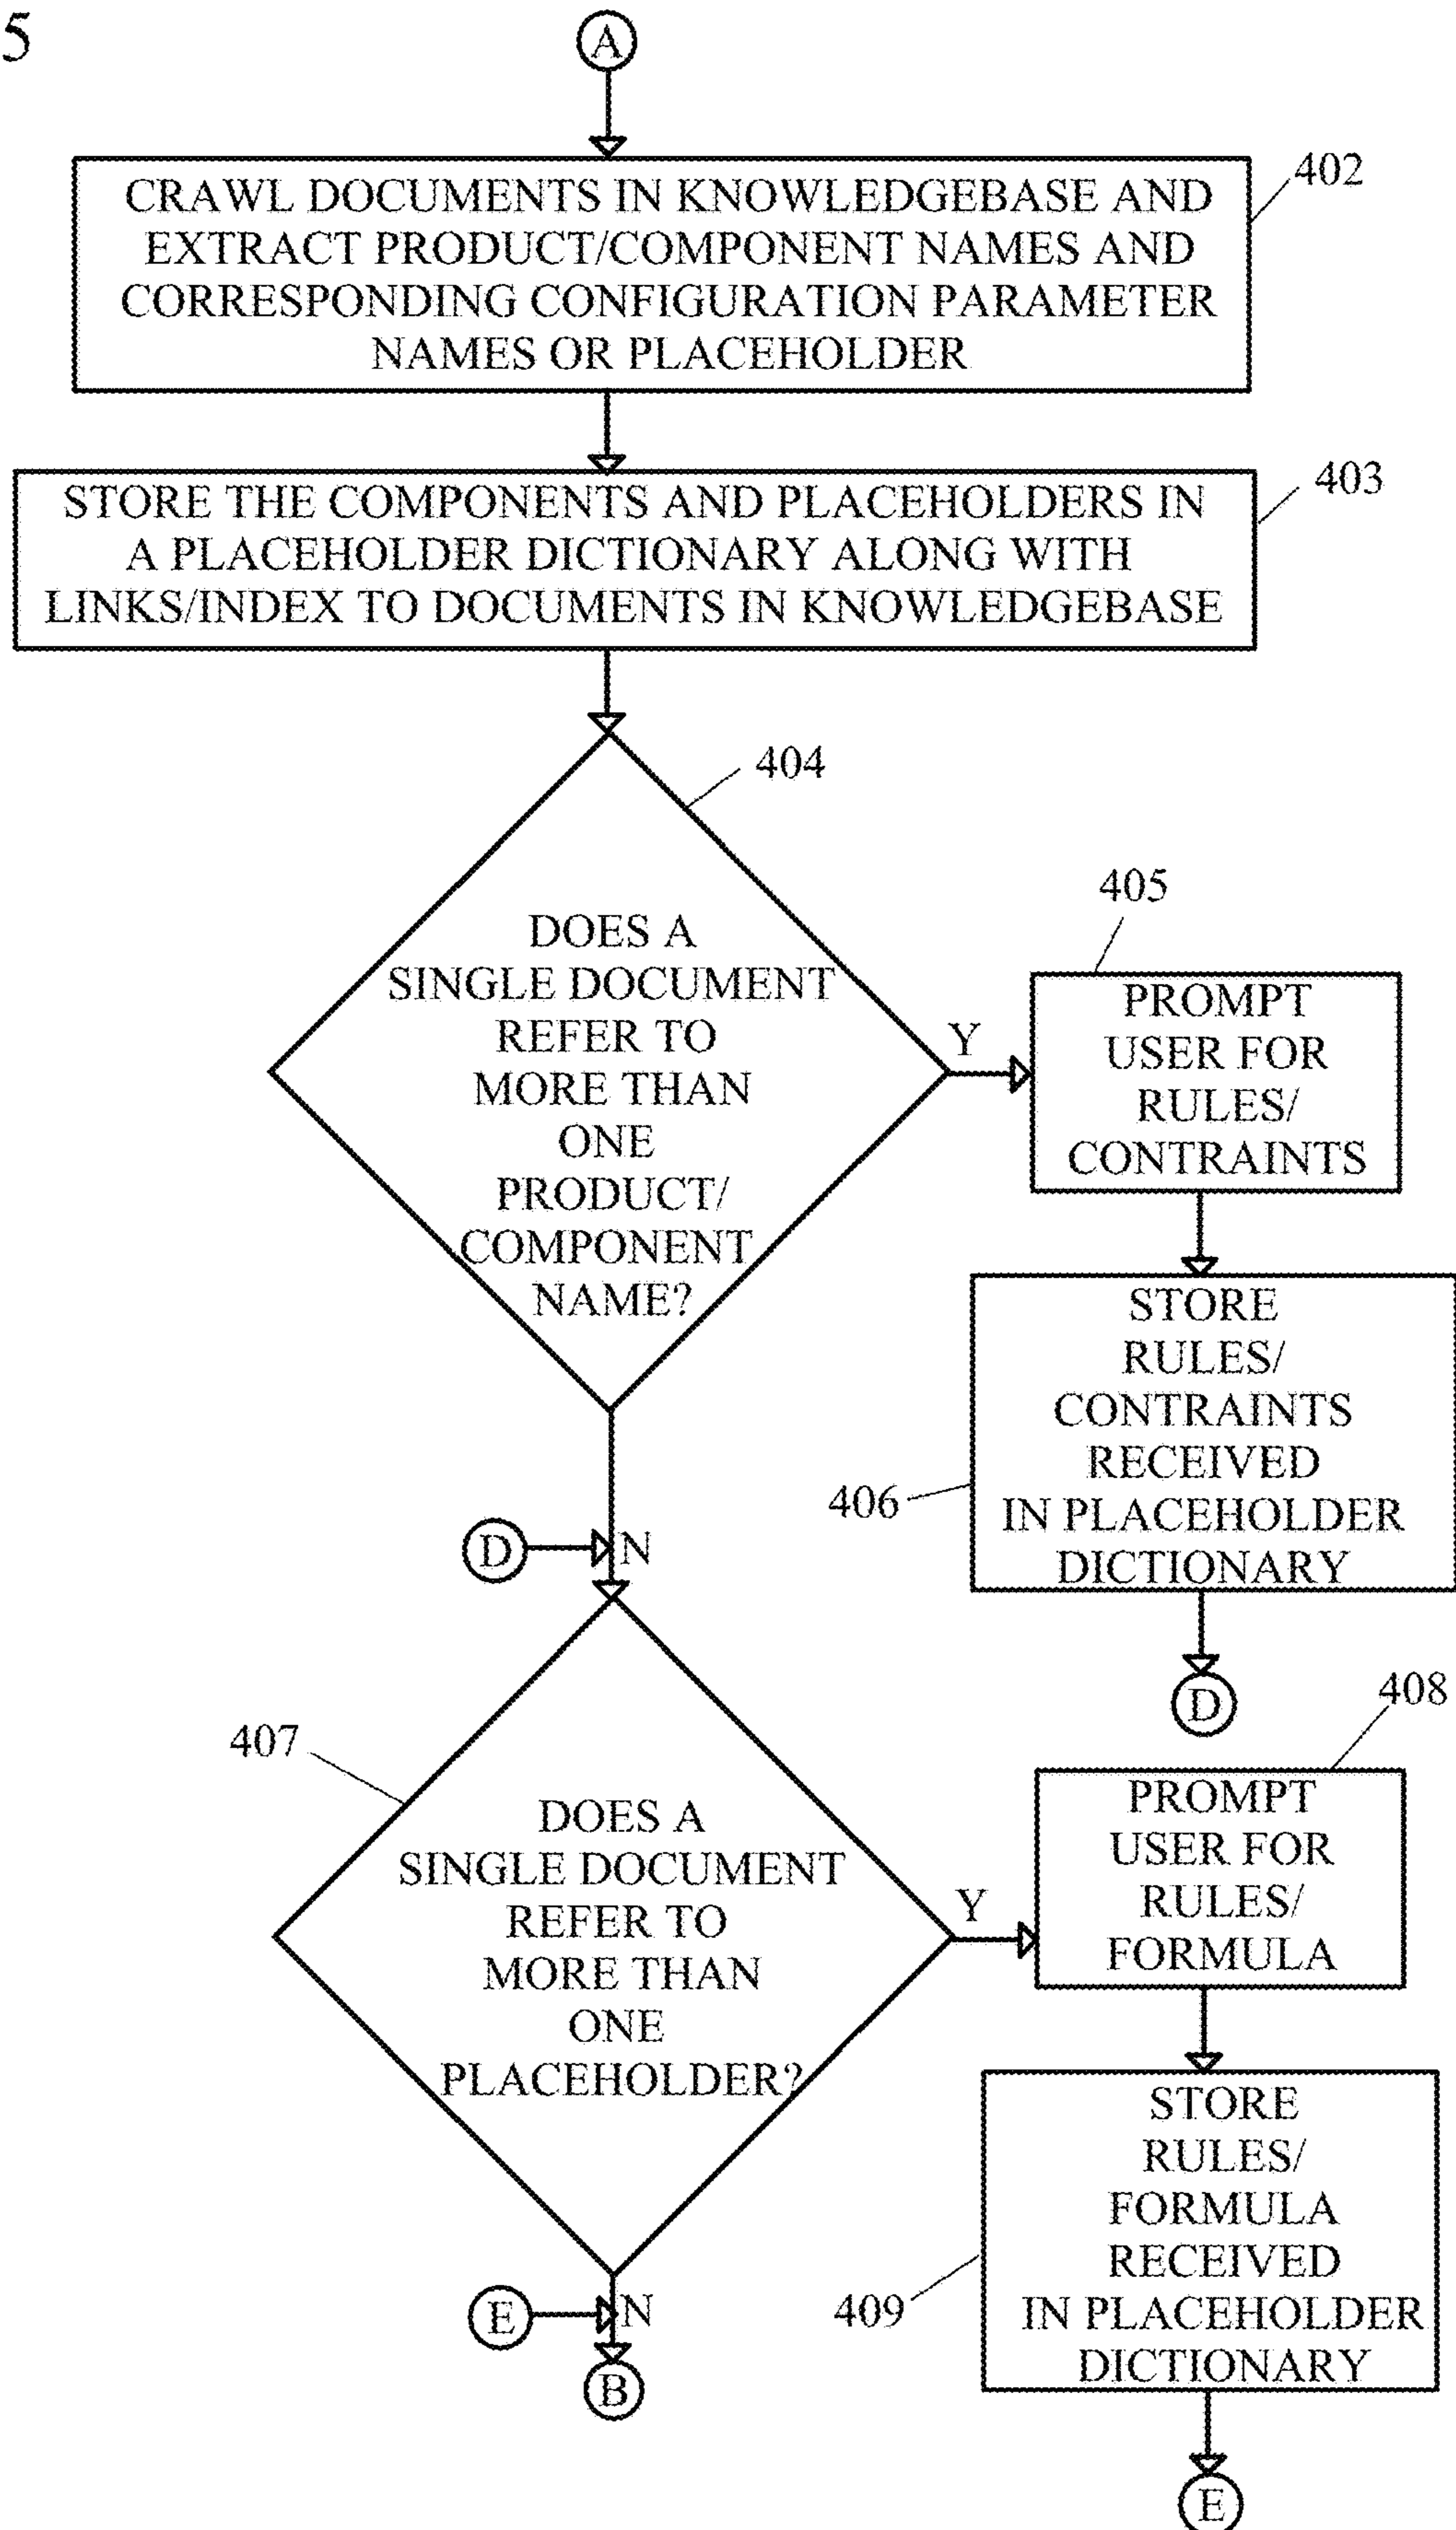 5
A
402
CRAWL DOCUMENTS IN KNOWLEDGEBASE AND
EXTRACT PRODUCT/COMPONENT NAMES AND
CORRESPONDING CONFIGURATION PARAMETER
NAMES OR PLACEHOLDER
403
STORE THE COMPONENTS AND PLACEHOLDERS IN
A PLACEHOLDER DICTIONARY ALONG WITH
LINKS/INDEX TO DOCUMENTS IN KNOWLEDGEBASE
404
DOES A
SINGLE DOCUMENT
REFER TO
MORE THAN
ONE
PRODUCT/
COMPONENT
NAME?
Y
405
PROMPT
USER FOR
RULES/
CONTRAINTS
406
STORE
RULES/
CONTRAINTS
RECEIVED
IN PLACEHOLDER
DICTIONARY
D
D
N
407
DOES A
SINGLE DOCUMENT
REFER TO
MORE THAN
ONE
PLACEHOLDER?
Y
408
PROMPT
USER FOR
RULES/
FORMULA
409
STORE
RULES/
FORMULA
RECEIVED
IN PLACEHOLDER
DICTIONARY
E
E
N
B